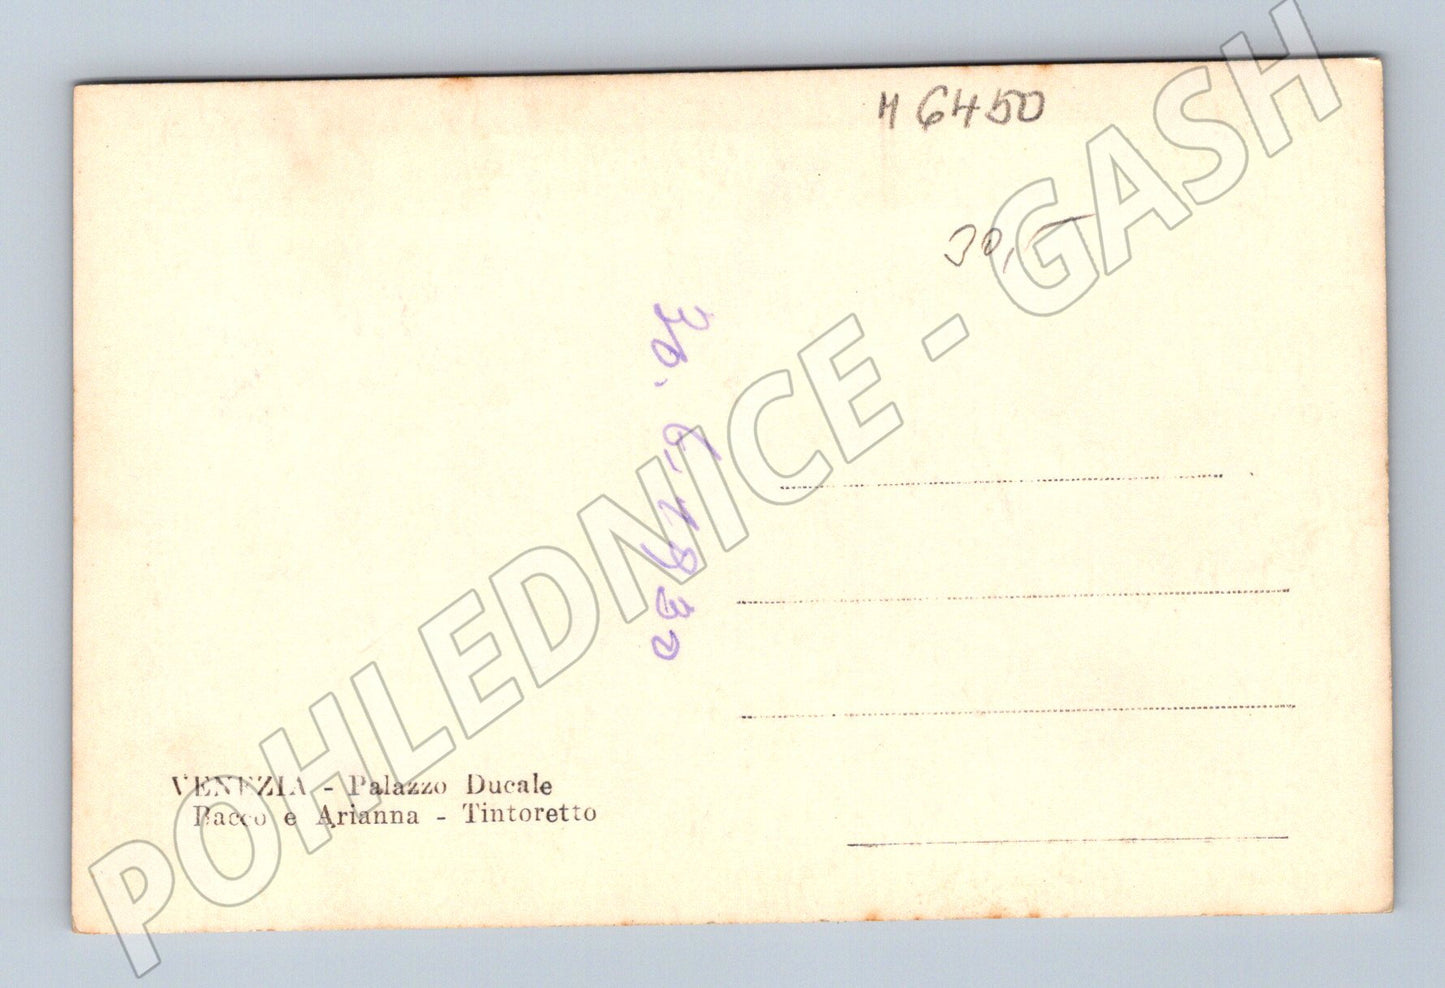 M 6450
30,-
VENEZIA - Palazzo Ducale
Bacco e Arianna - Tintoretto
POHLEDNICE - GASH